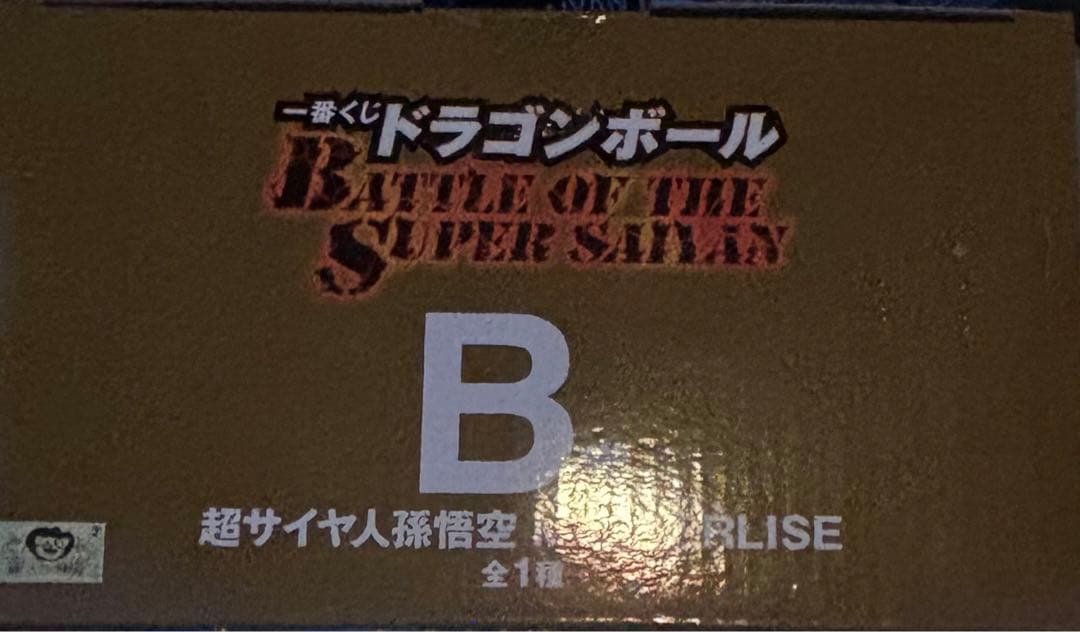 一番くじ ドラゴンボール
BATTLE OF THE
SUPER SAIYAN
B
超サイヤ人孫悟空
全1種